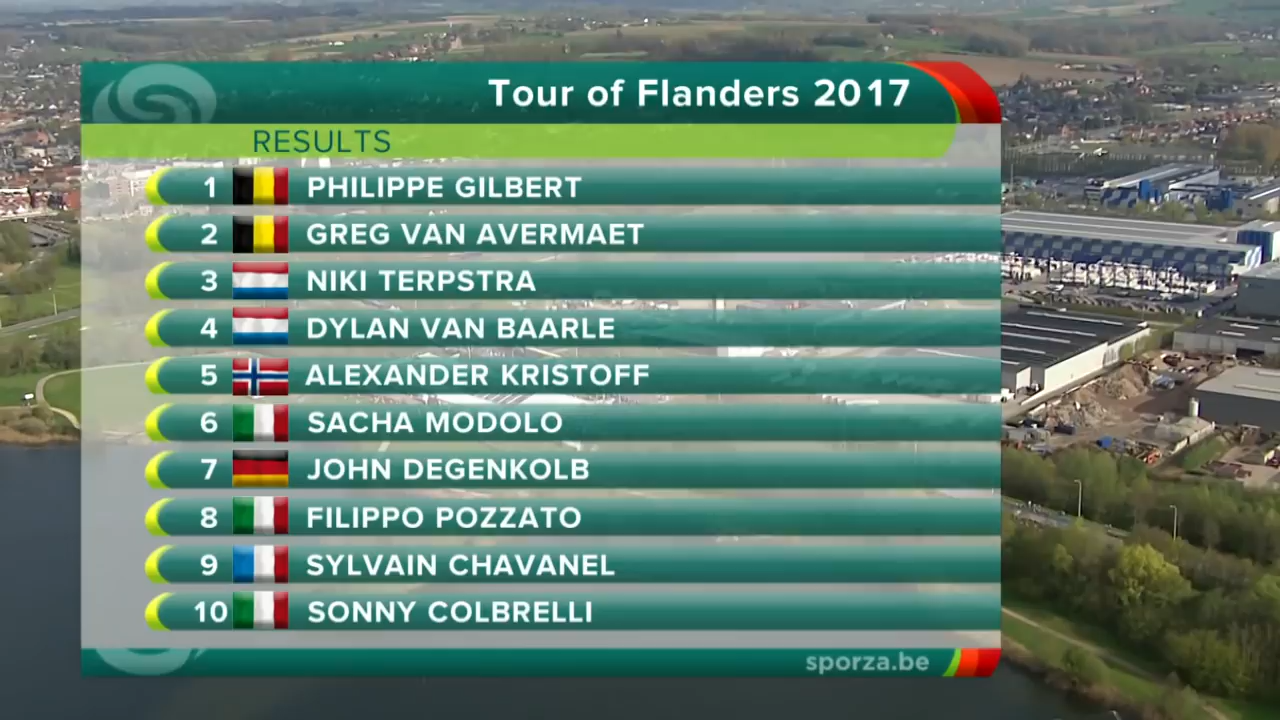 Tour of Flanders 2017
RESULTS
1 PHILIPPE GILBERT
2 GREG VAN AVERMAET
3 NIKI TERPSTRA
4 DYLAN VAN BAARLE
5 ALEXANDER KRISTOFF
6 SACHA MODOLO
7 JOHN DEGENKOLB
8 FILIPPO POZZATO
9 SYLVAIN CHAVANEL
10 SONNY COLBRELLI
sporza.be